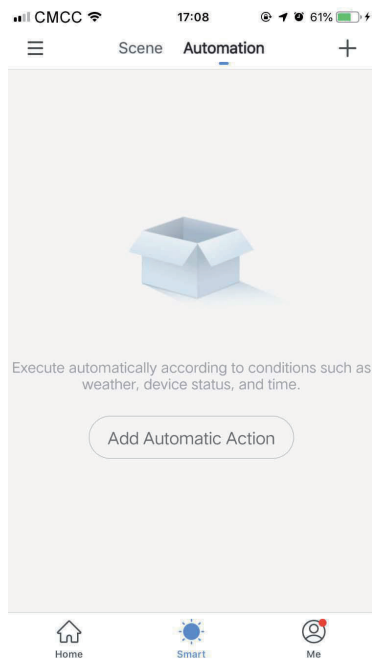 CMCC 17:08 61%
Scene Automation
Execute automatically according to conditions such as
weather, device status, and time.
Add Automatic Action
Home Smart Me